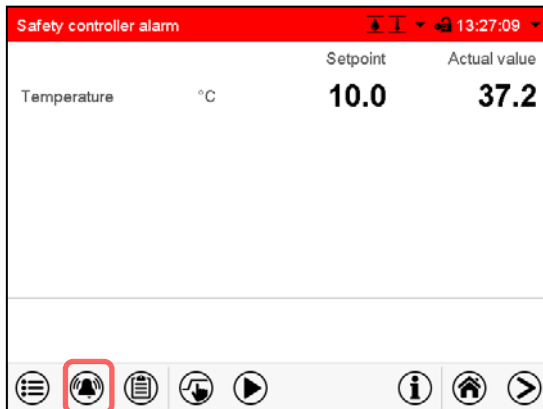 Safety controller alarm 13:27:09
Setpoint Actual value
Temperature °C 10.0 37.2